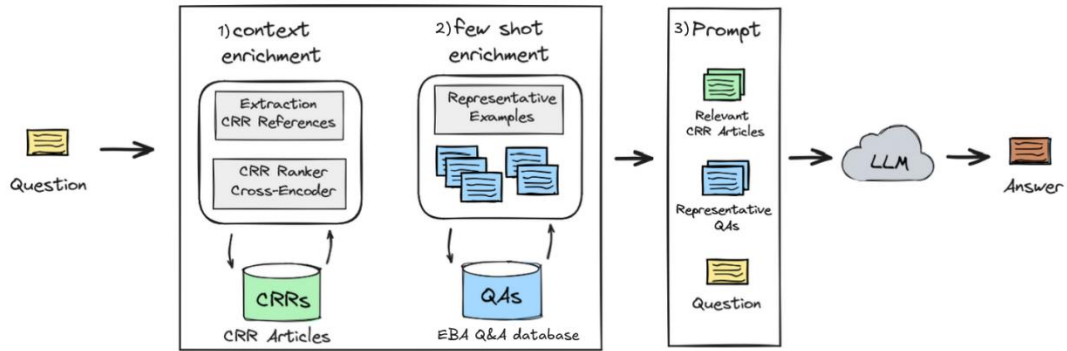 Question
1) context
enrichment
Extraction
CRR References
CRR Ranker
Cross-Encoder
CRRs
CRR Articles
2) few shot
enrichment
Representative
Examples
QAs
EBA Q&A database
3) Prompt
Relevant
CRR Articles
Representative
QAs
Question
LLM
Answer